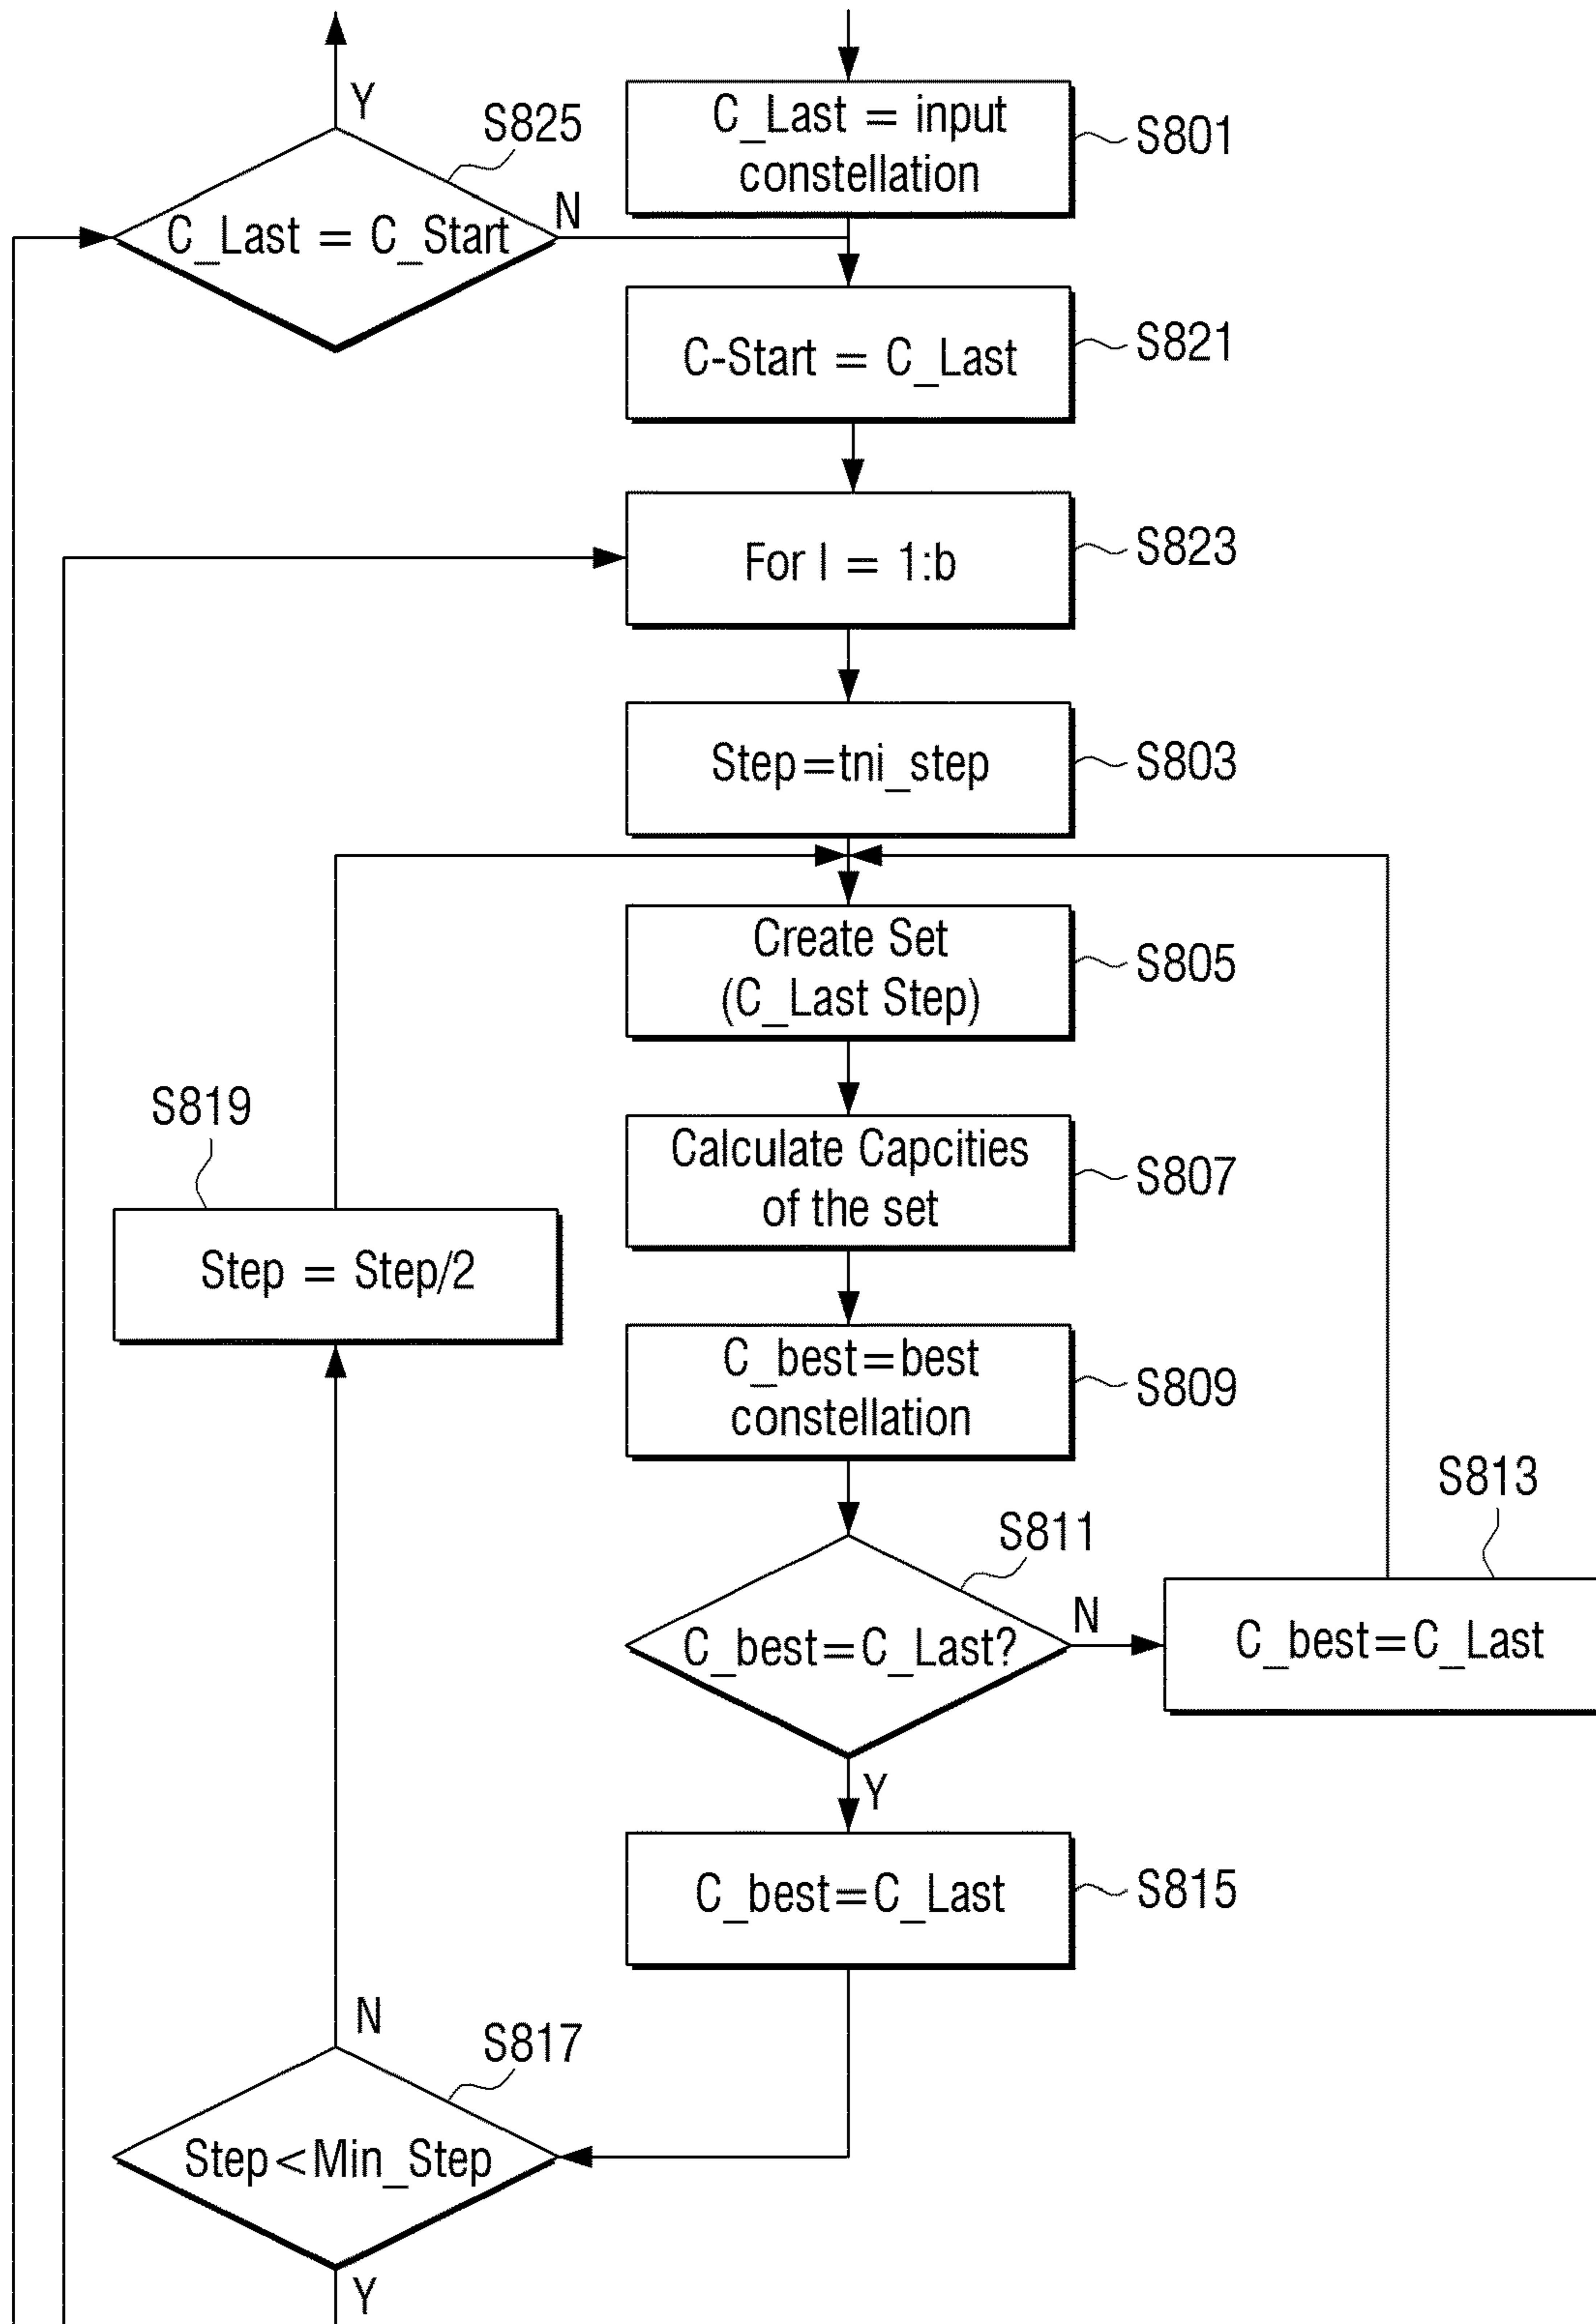 Y
S825
C_Last = C_Start
N
C_Last = input
constellation
S801
C-Start = C_Last
S821
For I = 1:b
S823
Step=tni_step
S803
Create Set
(C_Last Step)
S805
S819
Step = Step/2
Calculate Capcities
of the set
S807
C_best=best
constellation
S809
S811
C_best=C_Last?
N
S813
C_best=C_Last
Y
C_best=C_Last
S815
N
S817
Step<Min_Step
Y